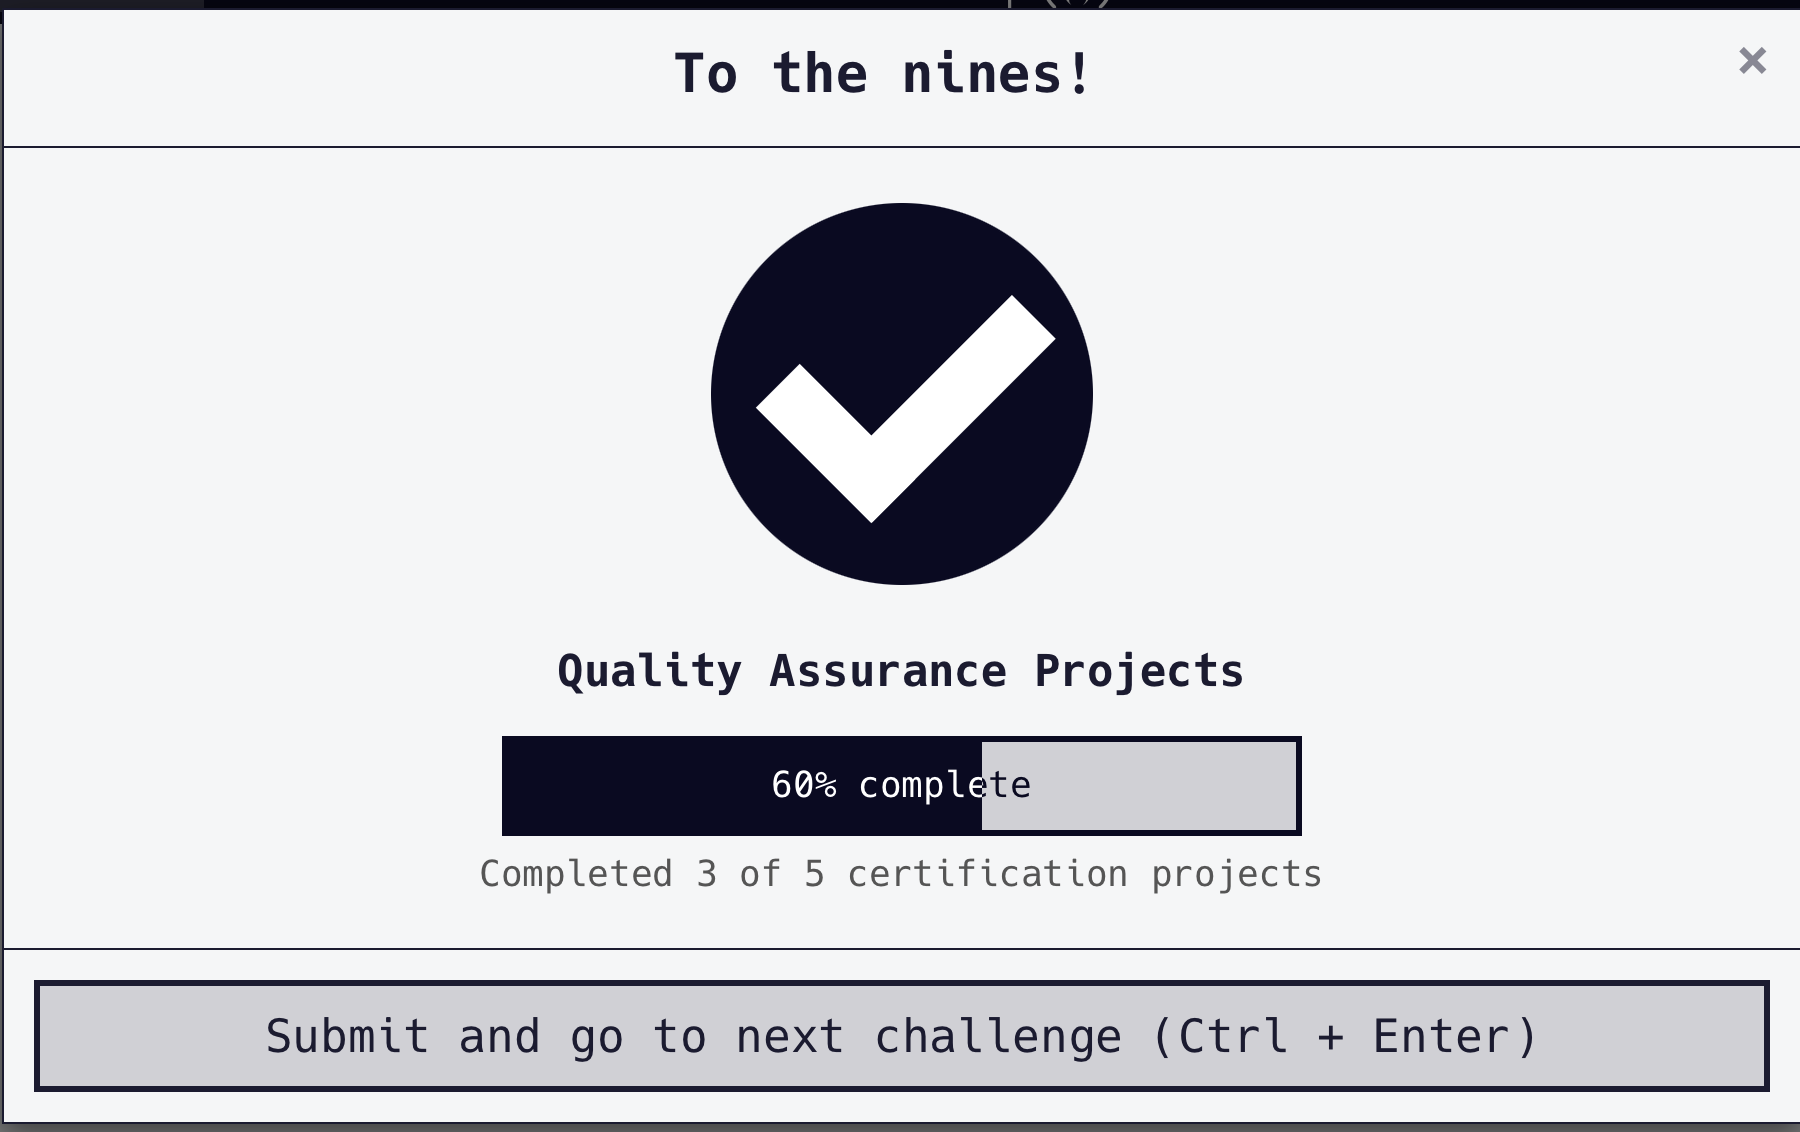 To the nines!
Quality Assurance Projects
60% complete
Completed 3 of 5 certification projects
Submit and go to next challenge (Ctrl + Enter)